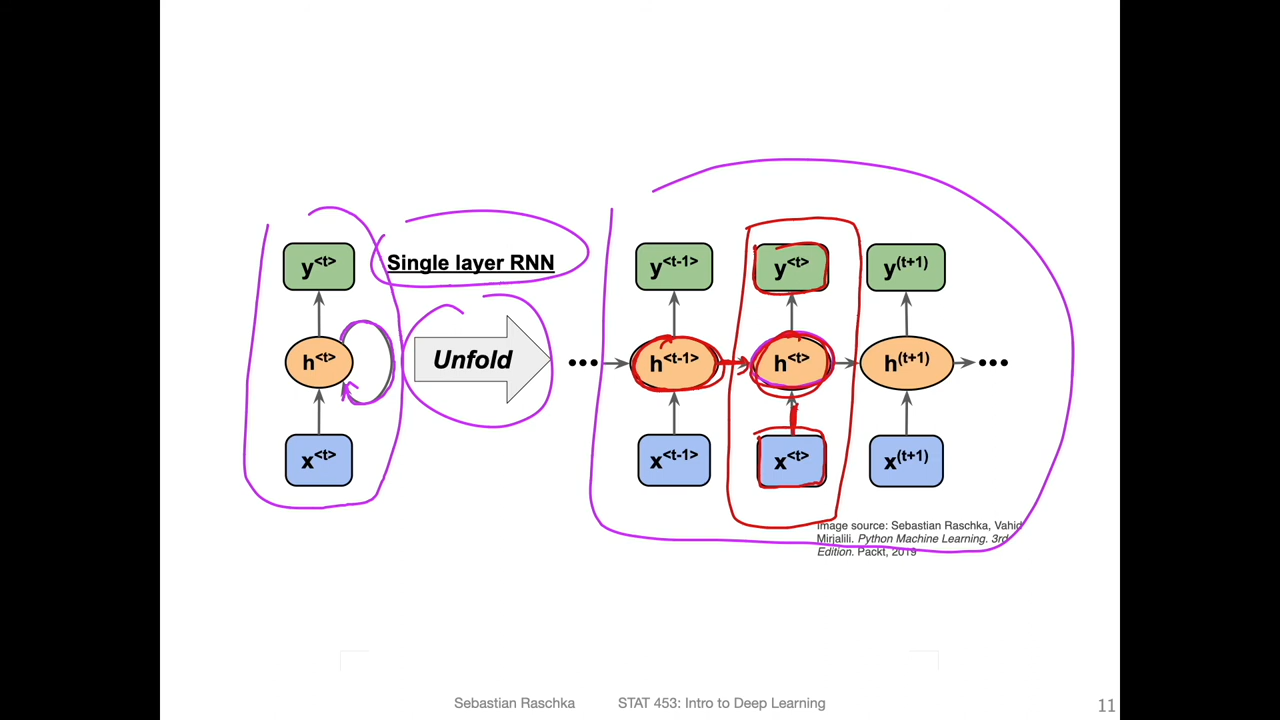 Single layer RNN
y<t>
y<t-1>
y<t>
y(t+1)
h<t>
Unfold
•••
h<t-1>
h<t>
h(t+1)
•••
x<t>
x<t-1>
x<t>
x(t+1)
Image source: Sebastian Raschka, Vahid
Mirjalili. Python Machine Learning. 3rd
Edition. Packt, 2019
Sebastian Raschka
STAT 453: Intro to Deep Learning
11